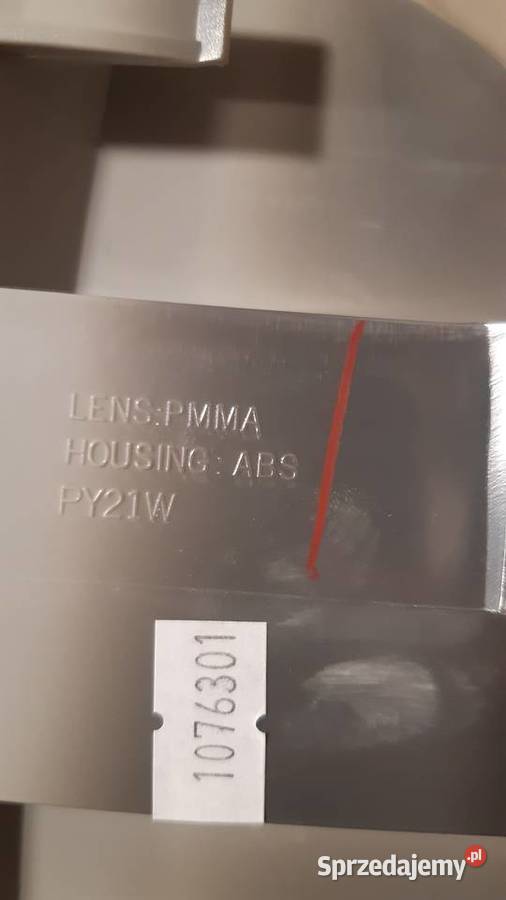 LENS:PMMA
HOUSING: ABS
PY21W
1076301
Sprzedajemy.pl